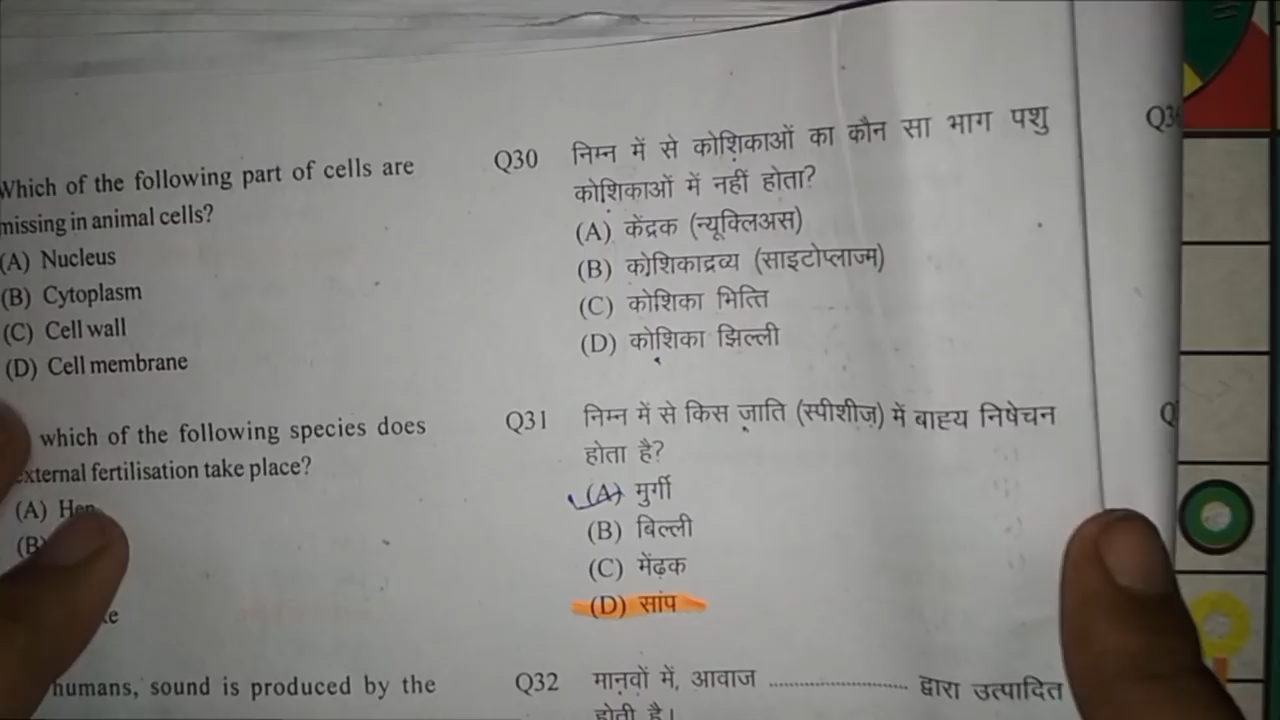 Which of the following part of cells are
missing in animal cells?
(A) Nucleus
(B) Cytoplasm
(C) Cell wall
(D) Cell membrane
which of the following species does
external fertilisation take place?
(A) Hen
(B)
humans, sound is produced by the
Q30 निम्न में से कोशिकाओं का कौन सा भाग पशु
कोशिकाओं में नहीं होता?
(A) केंद्रक (न्यूक्लिअस)
(B) कोशिकाद्रव्य (साइटोप्लाज्म)
(C) कोशिका भित्ति
(D) कोशिका झिल्ली
Q31 निम्न में से किस जाति (स्पीशीज़) में बाह्य निषेचन
होता है?
(A) मुर्गी
(B) बिल्ली
(C) मेंढ़क
(D) सांप
Q32 मानवों में, आवाज ........................... द्वारा उत्पादित
होती है।